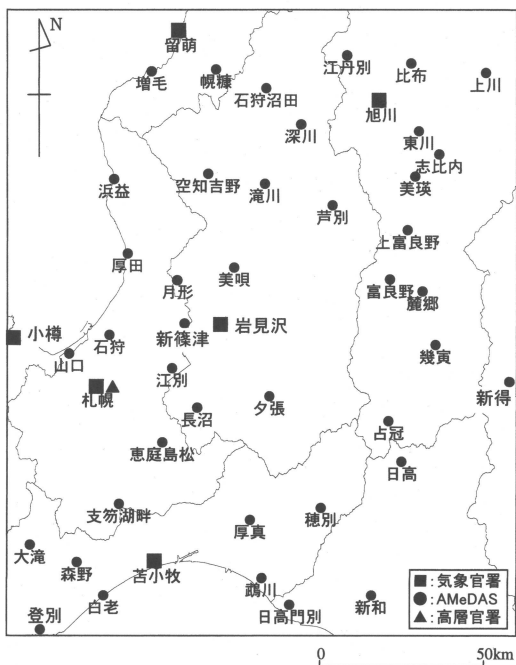 N
留萌
増毛
幌糠
江丹別
比布
上川
石狩沼田
旭川
深川
東川
志比内
空知吉野
滝川
美瑛
浜益
芦別
上富良野
厚田
美唄
月形
富良野
麓郷
小樽
石狩
新篠津
岩見沢
山口
幾寅
江別
札幌
夕張
新得
長沼
占冠
恵庭島松
日高
支笏湖畔
穂別
厚真
大滝
森野
苫小牧
鵡川
白老
日高門別
新和
登別
■:気象官署
●:AMeDAS
▲:高層官署
0 50km